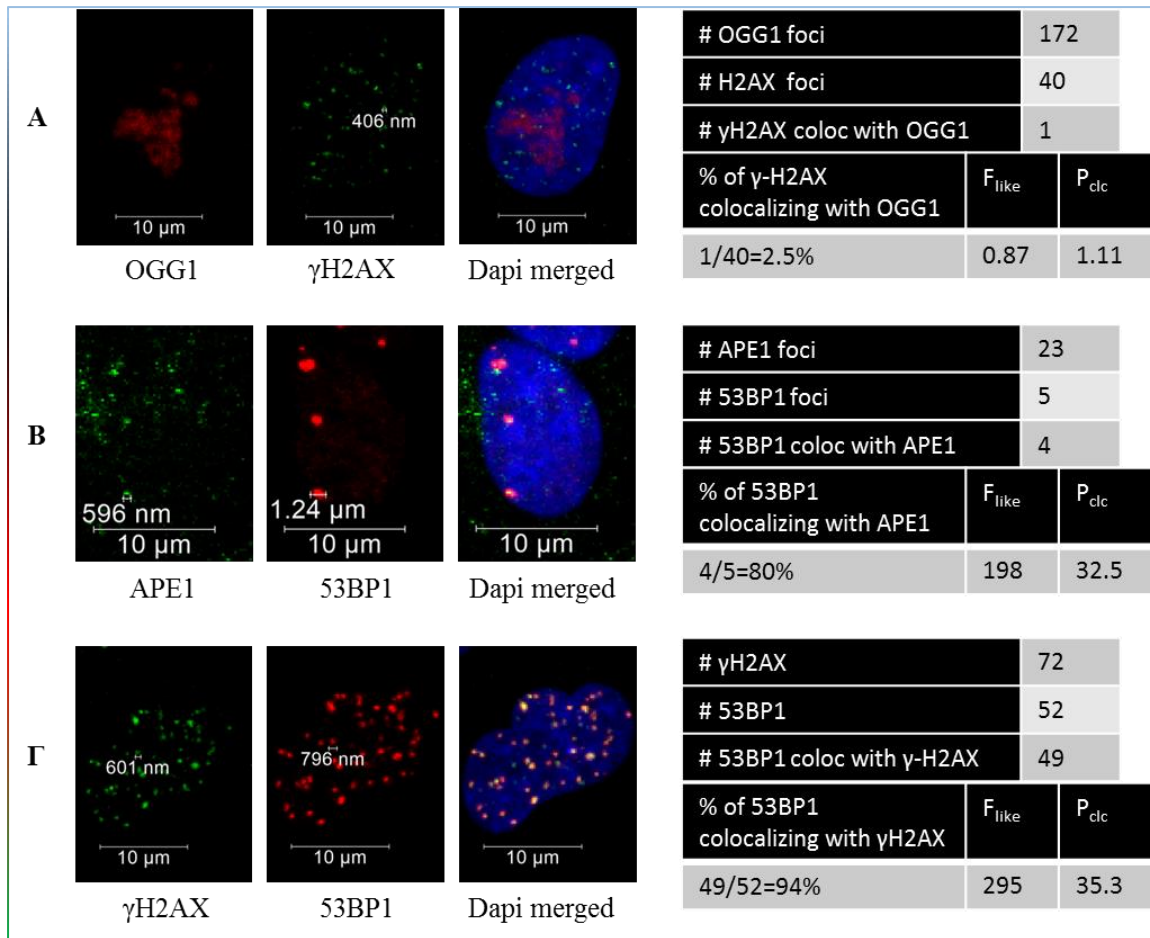 A
406 nm
10 μm
10 μm
10 μm
OGG1
γH2AX
Dapi merged
# OGG1 foci 172
# H2AX foci 40
# γH2AX coloc with OGG1 1
% of γ-H2AX
colocalizing with OGG1 Flike Pclc
1/40=2.5% 0.87 1.11
B
596 nm
10 μm
1.24 μm
10 μm
10 μm
APE1
53BP1
Dapi merged
# APE1 foci 23
# 53BP1 foci 5
# 53BP1 coloc with APE1 4
% of 53BP1
colocalizing with APE1 Flike Pclc
4/5=80% 198 32.5
Γ
601 nm
796 nm
10 μm
10 μm
10 μm
γH2AX
53BP1
Dapi merged
# γH2AX 72
# 53BP1 52
# 53BP1 coloc with γ-H2AX 49
% of 53BP1
colocalizing with γH2AX Flike Pclc
49/52=94% 295 35.3